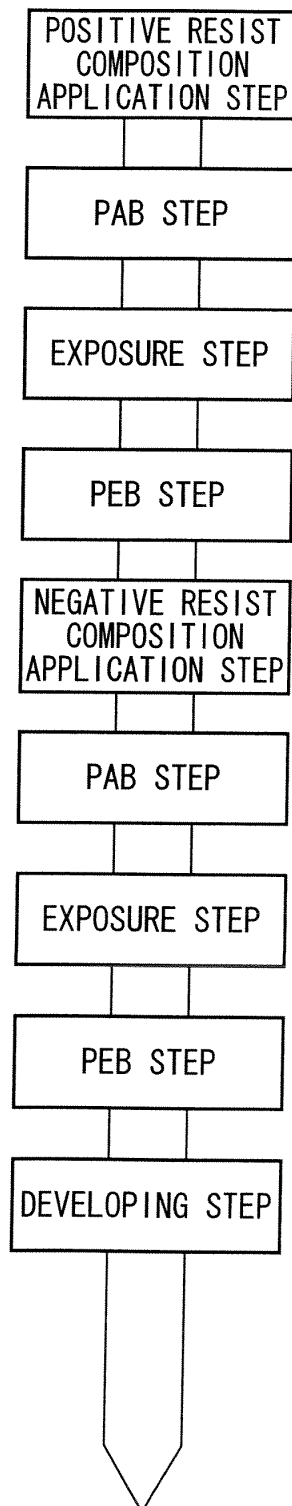 POSITIVE RESIST
COMPOSITION
APPLICATION STEP
PAB STEP
EXPOSURE STEP
PEB STEP
NEGATIVE RESIST
COMPOSITION
APPLICATION STEP
PAB STEP
EXPOSURE STEP
PEB STEP
DEVELOPING STEP